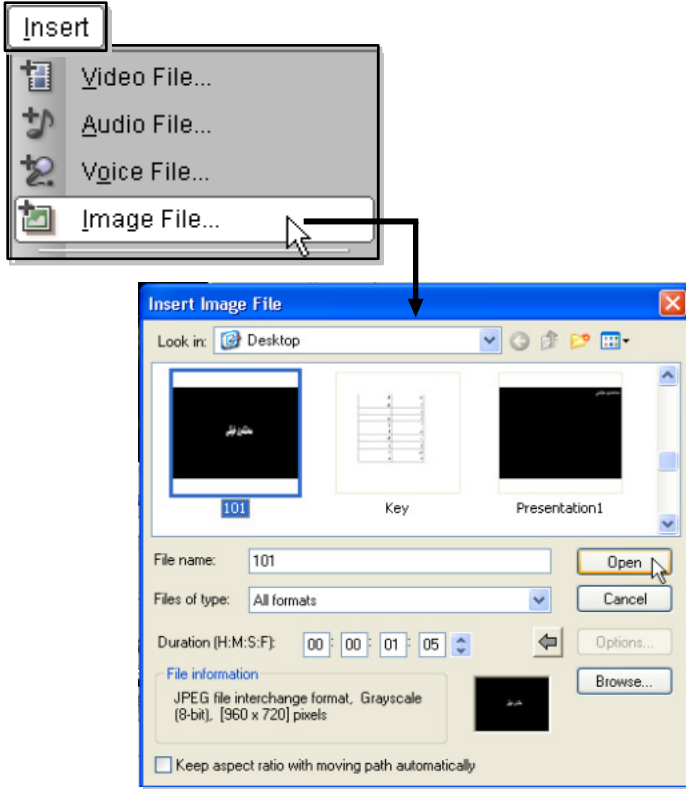 Insert
Video File...
Audio File...
Voice File...
Image File...
Insert Image File
Look in: Desktop
101
Key
Presentation1
File name: 101
Open
Files of type: All formats
Cancel
Duration (H:M:S:F): 00 : 00 : 01 : 05
Options...
File information
Browse...
JPEG file interchange format, Grayscale
(8-bit), [960 x 720] pixels
Keep aspect ratio with moving path automatically